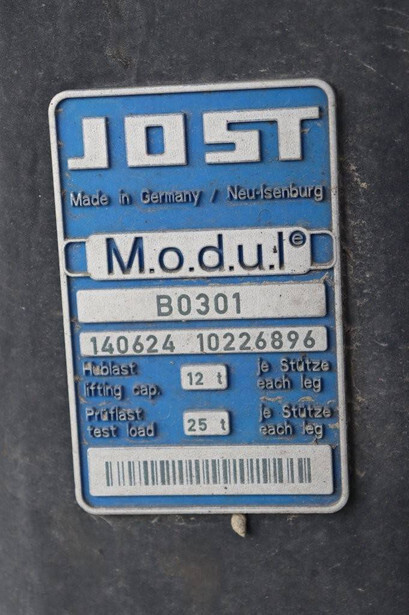 JOST
Made in Germany / Neu-Isenburg
M.o.d.u.l®
B0301
140624 10226896
Hublast 12 t je Stütze
lifting cap. each leg
Prüflast 25 t je Stütze
test load each leg